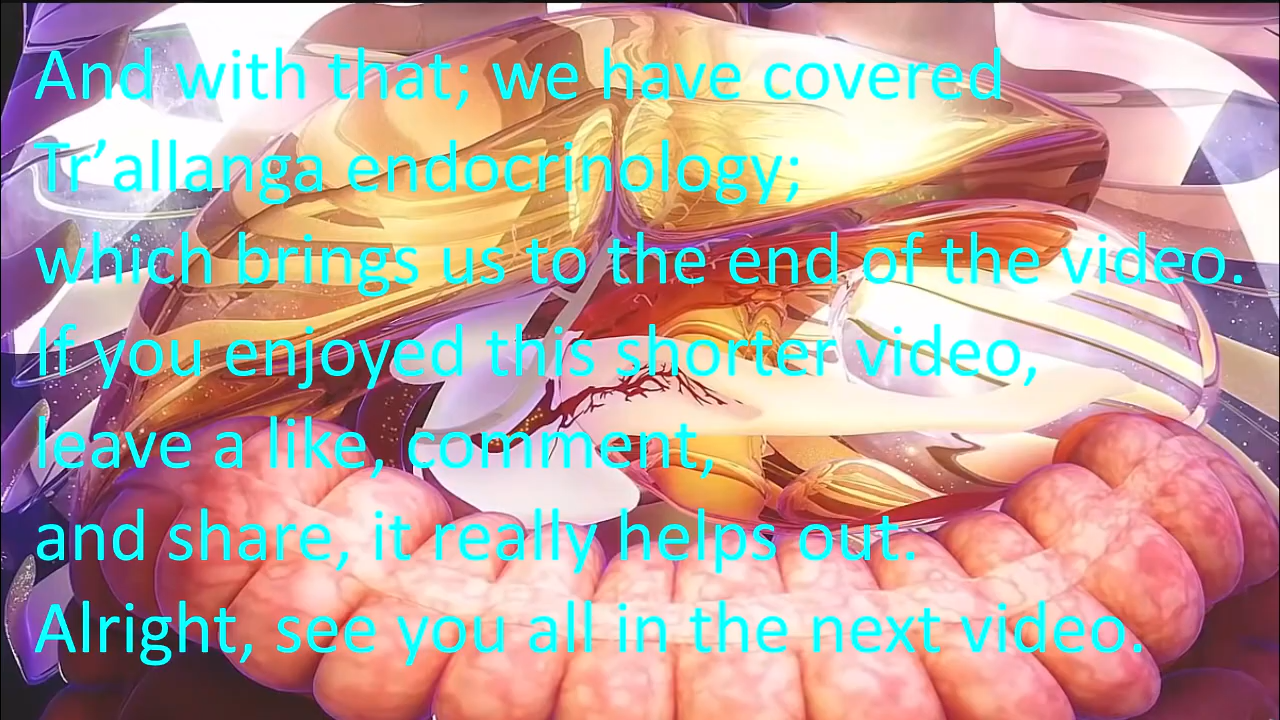 And with that; we have covered
Tr’allanga endocrinology;
which brings us to the end of the video.
If you enjoyed this shorter video,
leave a like, comment,
and share, it really helps out.
Alright, see you all in the next video.